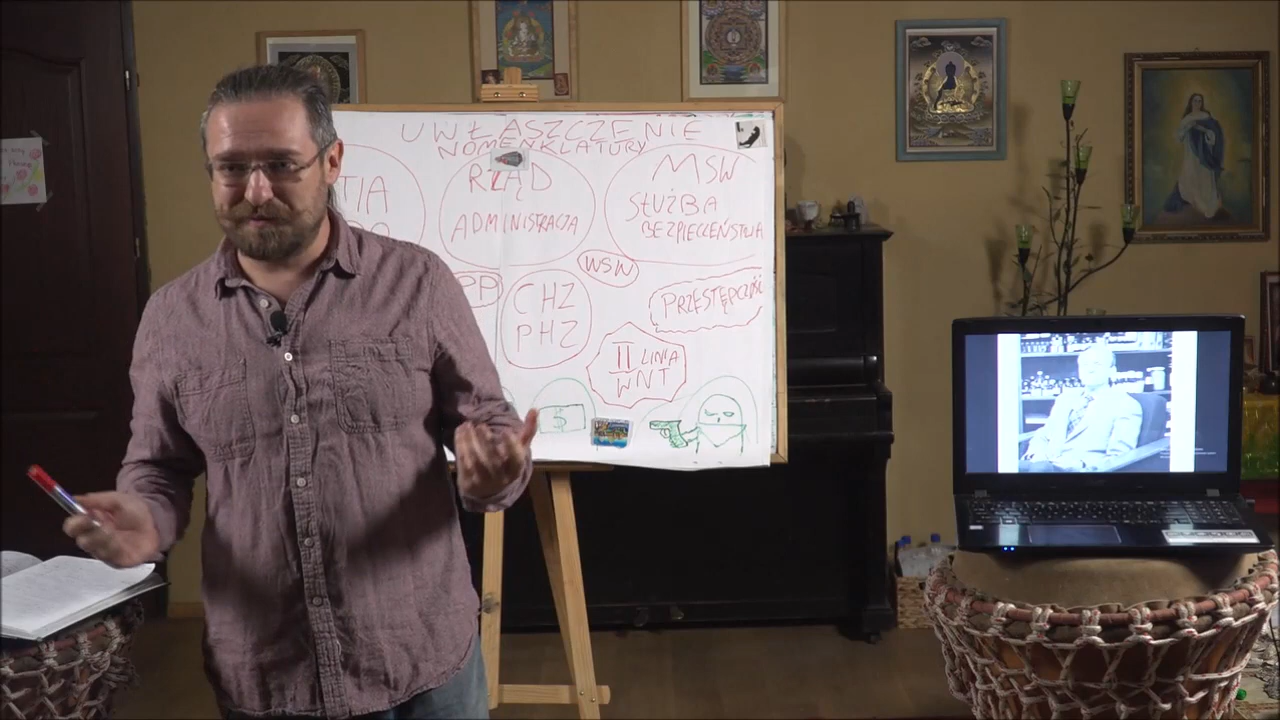 UWŁASZCZENIE
NOMENKLATURY
RZĄD
I
ADMINISTRACJA
MSW
SŁUŻBA
BEZPIECZEŃSTWA
WSW
CHZ
PHZ
PRZESTĘPCZOŚĆ
II LINIA
WNT